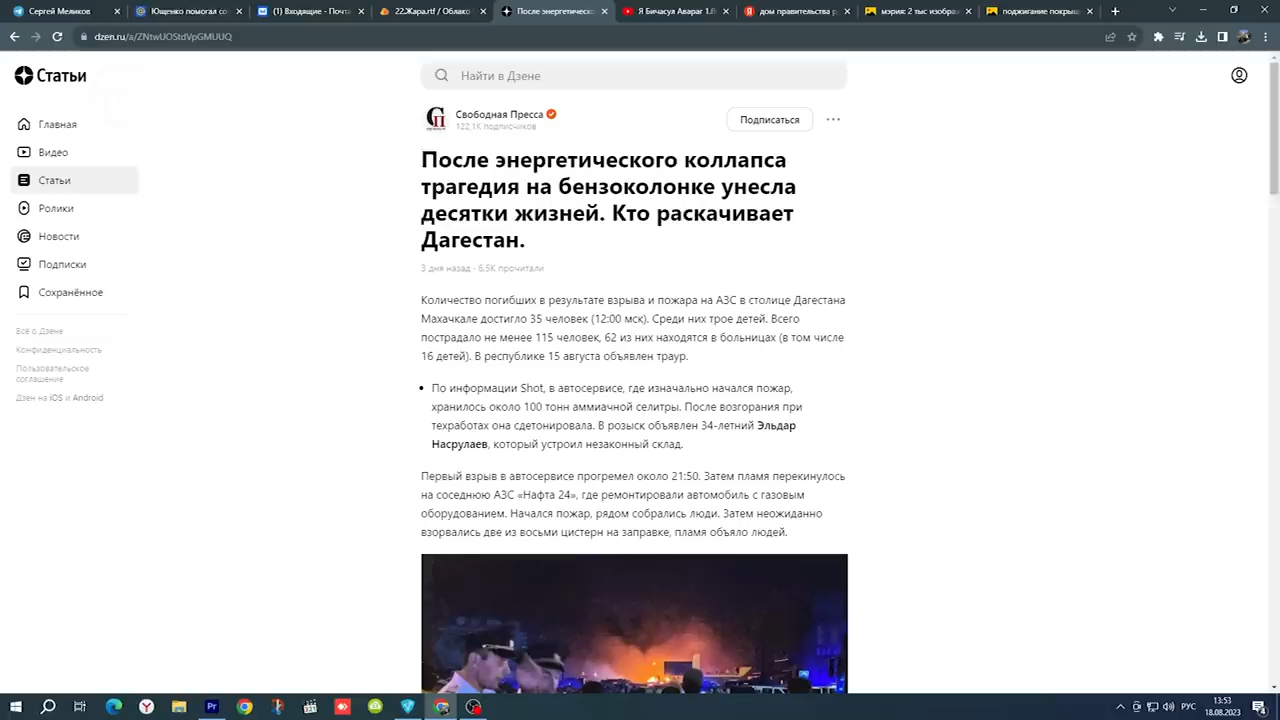 Сергей Меликов
Ющенко помогал со
(1) Входящие – Почта
22.Жара.rtf / Облако
После энергетическ
Я Бичасул Аварат 1.Р
дом правительства р
мэрия: 2 тыс изображ
поджигание покрыш
dzen.ru/a/ZNtwUOStdVpGMUUQ
Статьи
Найти в Дзене
Главная
Видео
Статьи
Ролики
Новости
Подписки
Сохранённое
Всё о Дзене
Конфиденциальность
Пользовательское
соглашение
Дзен на iOS и Android
Свободная Пресса
122,1K подписчиков
Подписаться
После энергетического коллапса
трагедия на бензоколонке унесла
десятки жизней. Кто раскачивает
Дагестан.
3 дня назад · 6.5K прочитали
Количество погибших в результате взрыва и пожара на АЗС в столице Дагестана
Махачкале достигло 35 человек (12:00 мск). Среди них трое детей. Всего
пострадало не менее 115 человек, 62 из них находятся в больницах (в том числе
16 детей). В республике 15 августа объявлен траур.
• По информации Shot, в автосервисе, где изначально начался пожар,
хранилось около 100 тонн аммиачной селитры. После возгорания при
техработах она сдетонировала. В розыск объявлен 34-летний Эльдар
Насрулаев, который устроил незаконный склад.
Первый взрыв в автосервисе прогремел около 21:50. Затем пламя перекинулось
на соседнюю АЗС «Нафта 24», где ремонтировали автомобиль с газовым
оборудованием. Начался пожар, рядом собрались люди. Затем неожиданно
взорвались две из восьми цистерн на заправке, пламя объяло людей.
Pr
РУС
13:53
18.08.2023